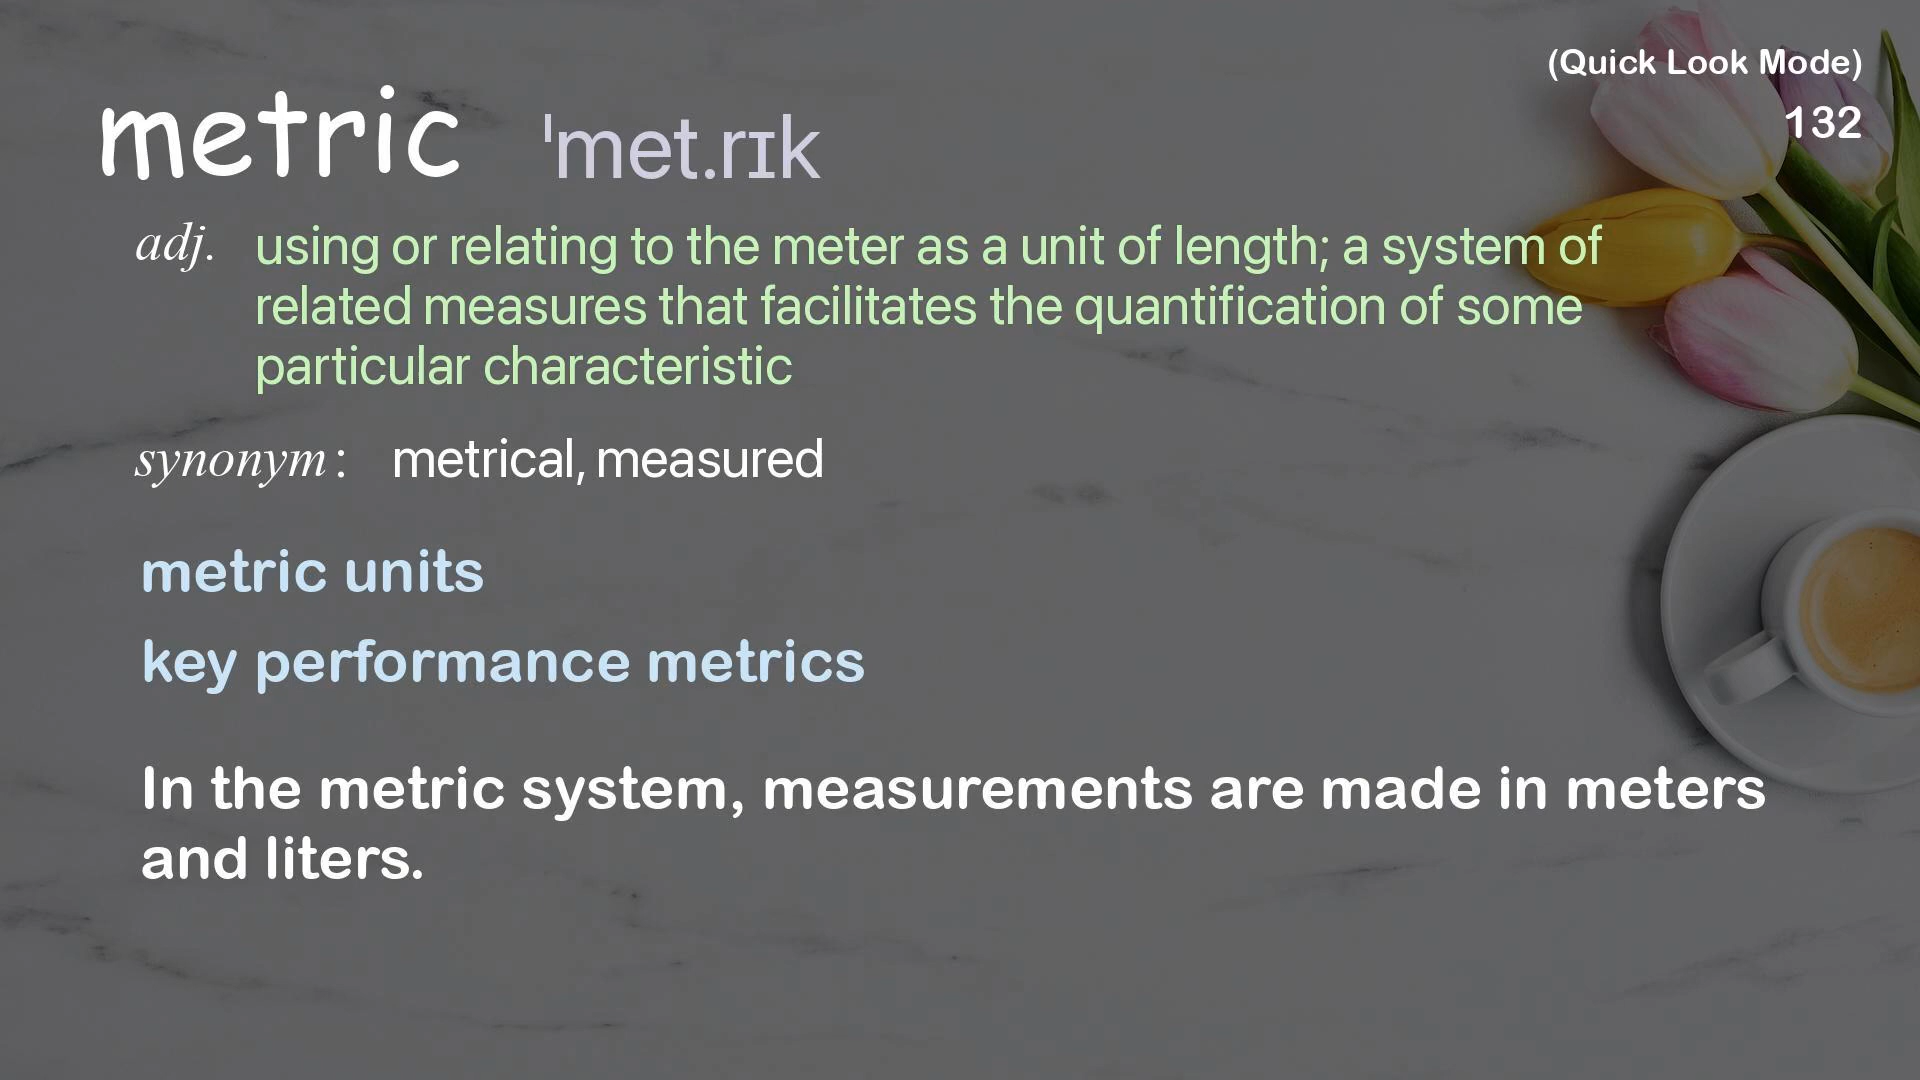 (Quick Look Mode)
132
metric ˈmet.rɪk
adj. using or relating to the meter as a unit of length; a system of
related measures that facilitates the quantification of some
particular characteristic
synonym : metrical, measured
metric units
key performance metrics
In the metric system, measurements are made in meters
and liters.